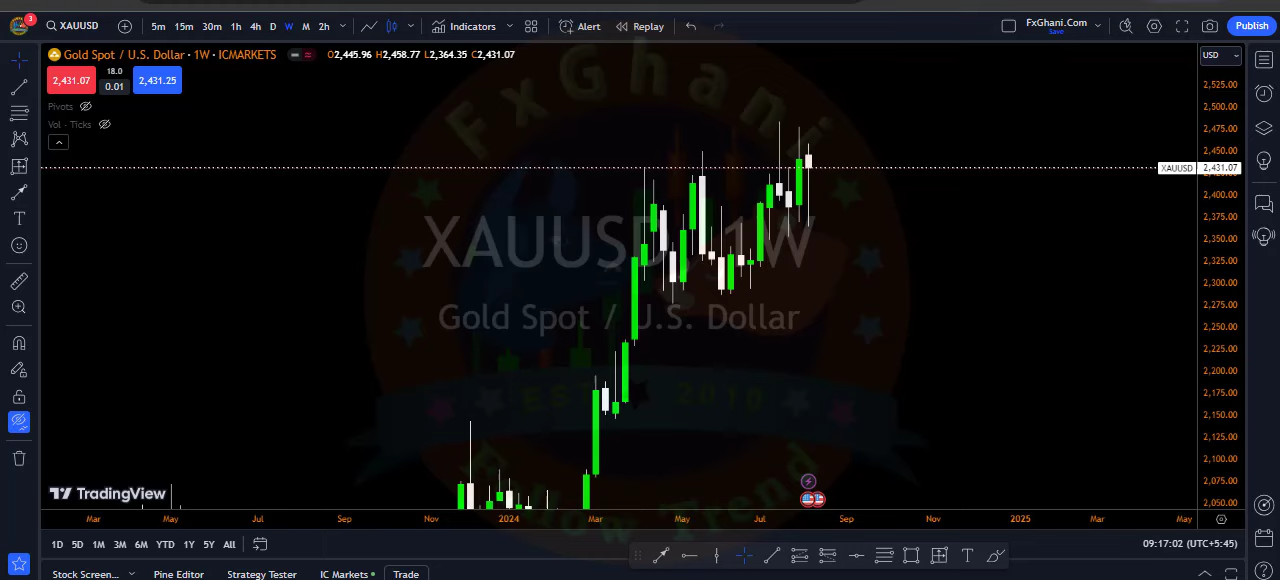 3
XAUUSD 5m 15m 30m 1h 4h D W M 2h Indicators Alert Replay FxGhani.Com Save Publish
Gold Spot / U.S. Dollar · 1W · ICMARKETS O2,445.96 H2,458.77 L2,364.35 C2,431.07 USD
2,431.07 18.0 0.01 2,431.25
Pivots
Vol - Ticks
FxGhani
XAUUSD, 1W
Gold Spot / U.S. Dollar
EST 2010
Follow Trend
2,525.00
2,500.00
2,475.00
2,450.00
XAUUSD 2,431.07
2,400.00
2,375.00
2,350.00
2,325.00
2,300.00
2,275.00
2,250.00
2,225.00
2,200.00
2,175.00
2,150.00
2,125.00
2,100.00
2,075.00
2,050.00
TradingView
Mar May Jul Sep Nov 2024 Mar May Jul Sep Nov 2025 Mar May
1D 5D 1M 3M 6M YTD 1Y 5Y All 09:17:02 (UTC+5:45)
Stock Screen... Pine Editor Strategy Tester IC Markets Trade